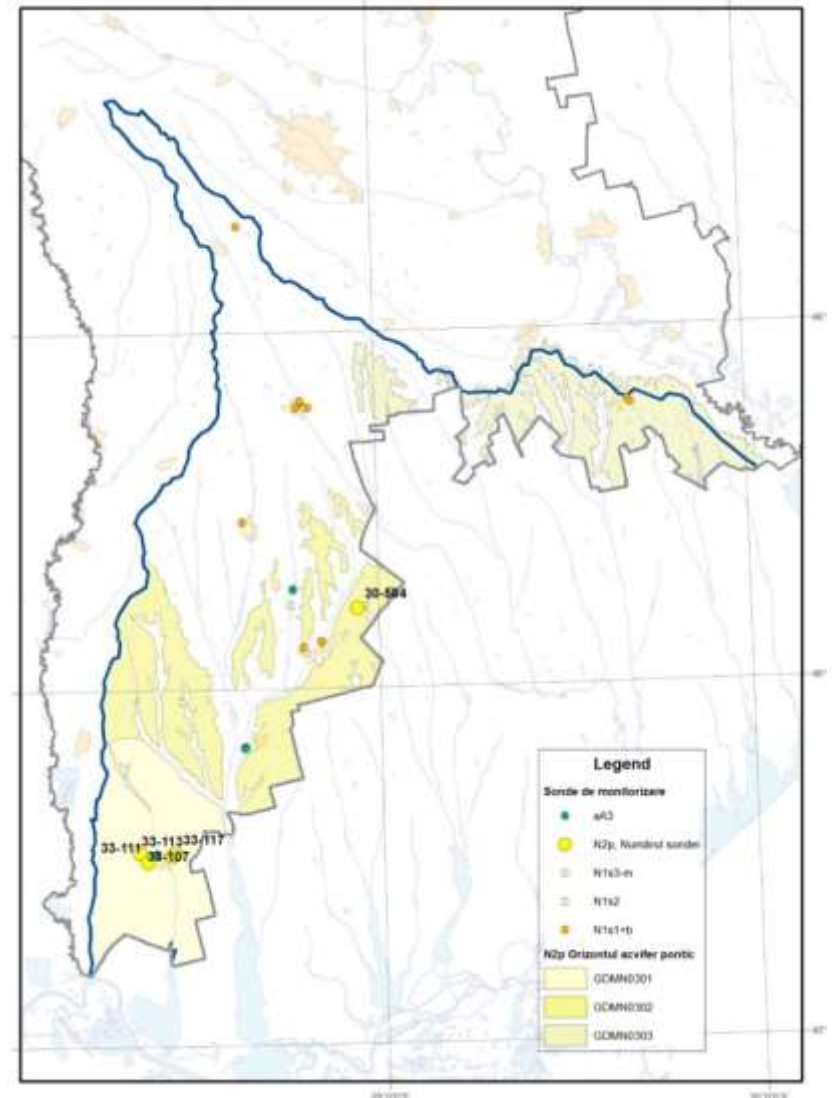 30-584
33-111
33-113
33-117
33-107
Legend
Sonde de monitorizare
aA3
N2p, Numărul sondei
N1s3-m
N1s2
N1s1+b
N2p Orizontul acvifer pontic
GDMN0301
GDMN0302
GDMN0303